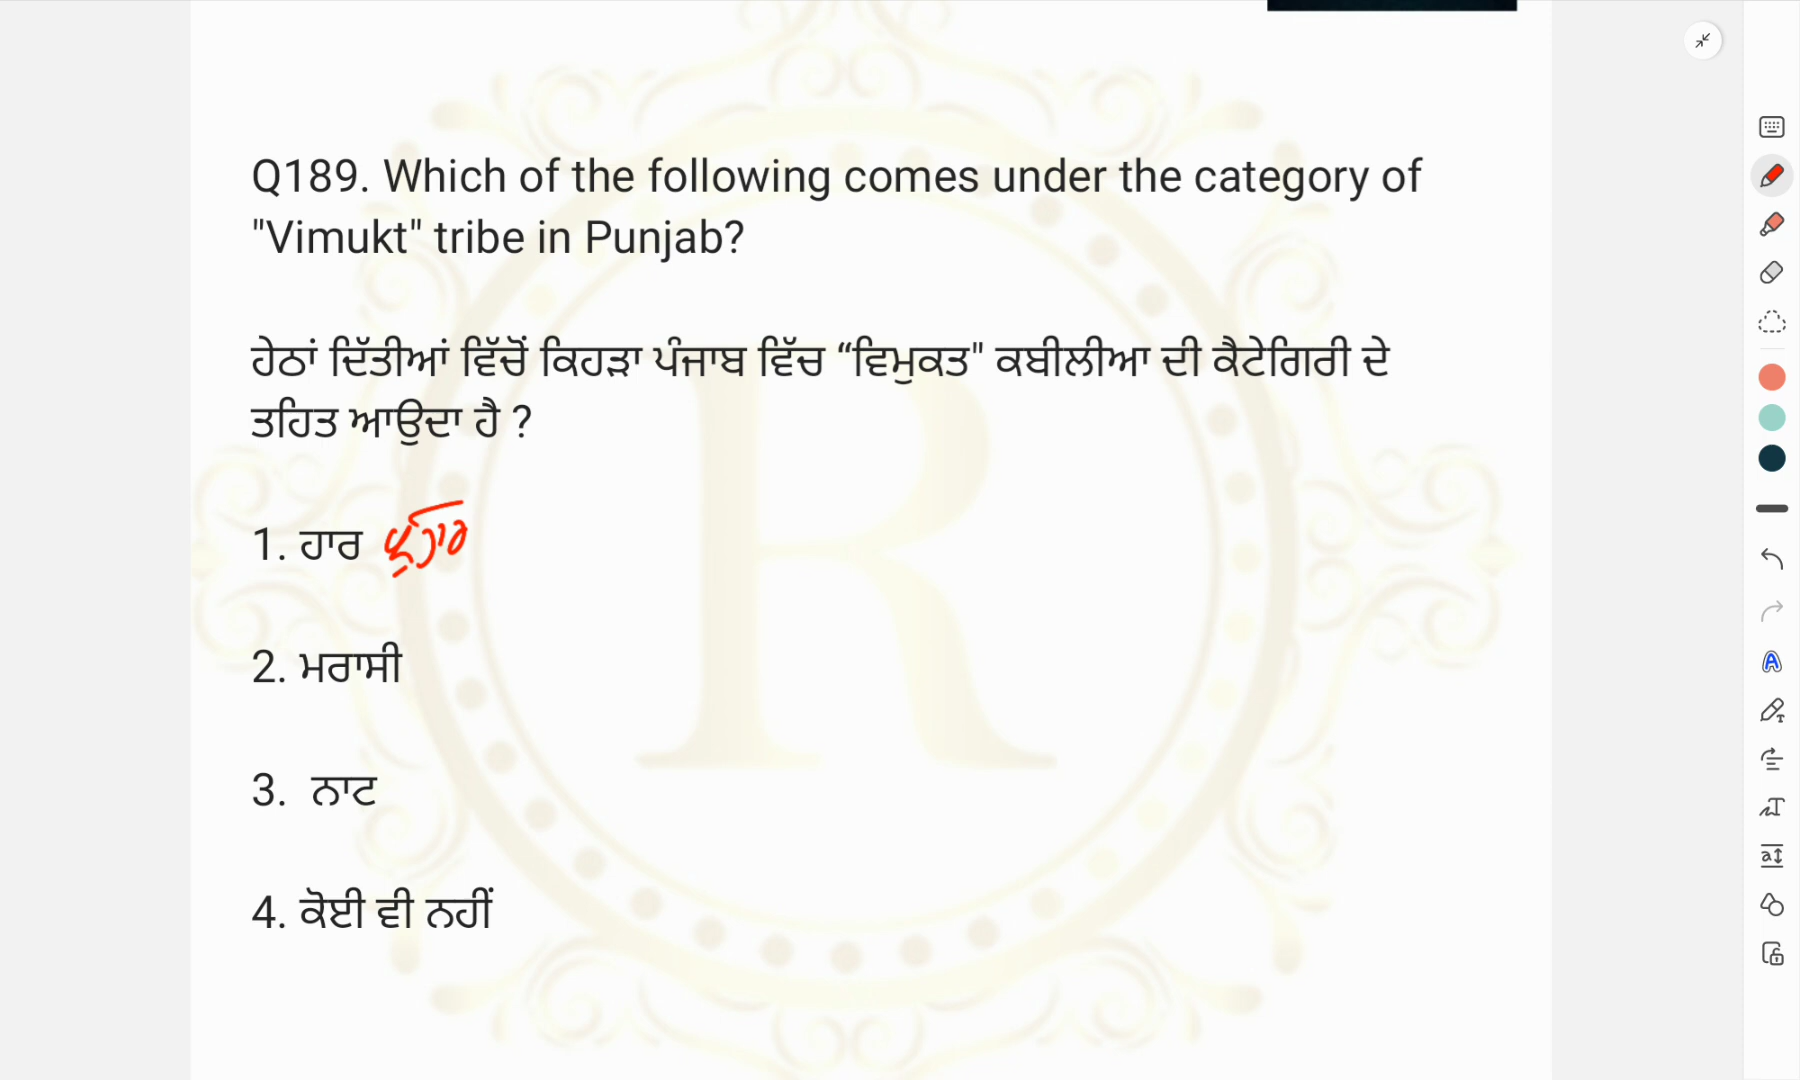 Q189. Which of the following comes under the category of
"Vimukt" tribe in Punjab?
ਹੇਠਾਂ ਦਿੱਤੀਆਂ ਵਿੱਚੋਂ ਕਿਹੜਾ ਪੰਜਾਬ ਵਿੱਚ “ਵਿਮੁਕਤ" ਕਬੀਲੀਆ ਦੀ ਕੈਟੇਗਿਰੀ ਦੇ
ਤਹਿਤ ਆਉਦਾ ਹੈ ?
1. ਹਾਰ
2. ਮਰਾਸੀ
3. ਨਾਟ
4. ਕੋਈ ਵੀ ਨਹੀਂ